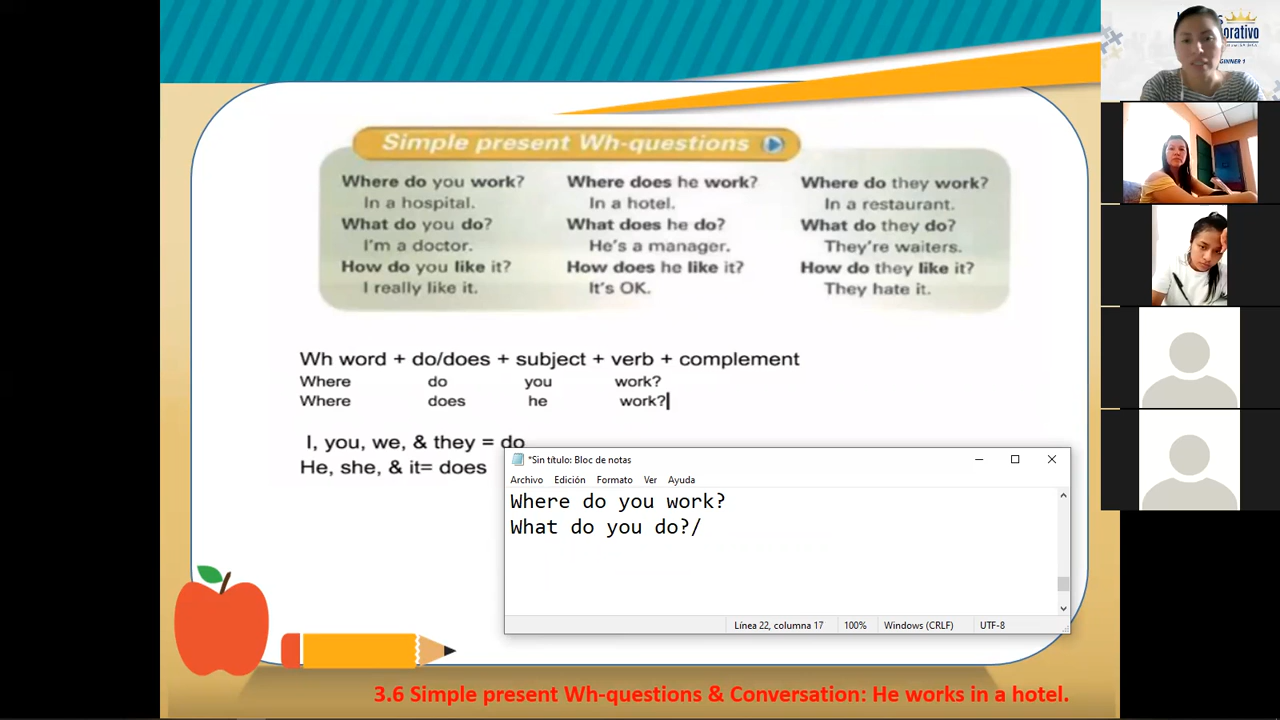 Simple present Wh-questions
Where do you work?
In a hospital.
What do you do?
I'm a doctor.
How do you like it?
I really like it.
Where does he work?
In a hotel.
What does he do?
He's a manager.
How does he like it?
It's OK.
Where do they work?
In a restaurant.
What do they do?
They're waiters.
How do they like it?
They hate it.
Wh word + do/does + subject + verb + complement
Where do you work?
Where does he work?
I, you, we, & they = do
He, she, & it= does
*Sin título: Bloc de notas
Archivo Edición Formato Ver Ayuda
Where do you work?
What do you do?/
Línea 22, columna 17 100% Windows (CRLF) UTF-8
3.6 Simple present Wh-questions & Conversation: He works in a hotel.